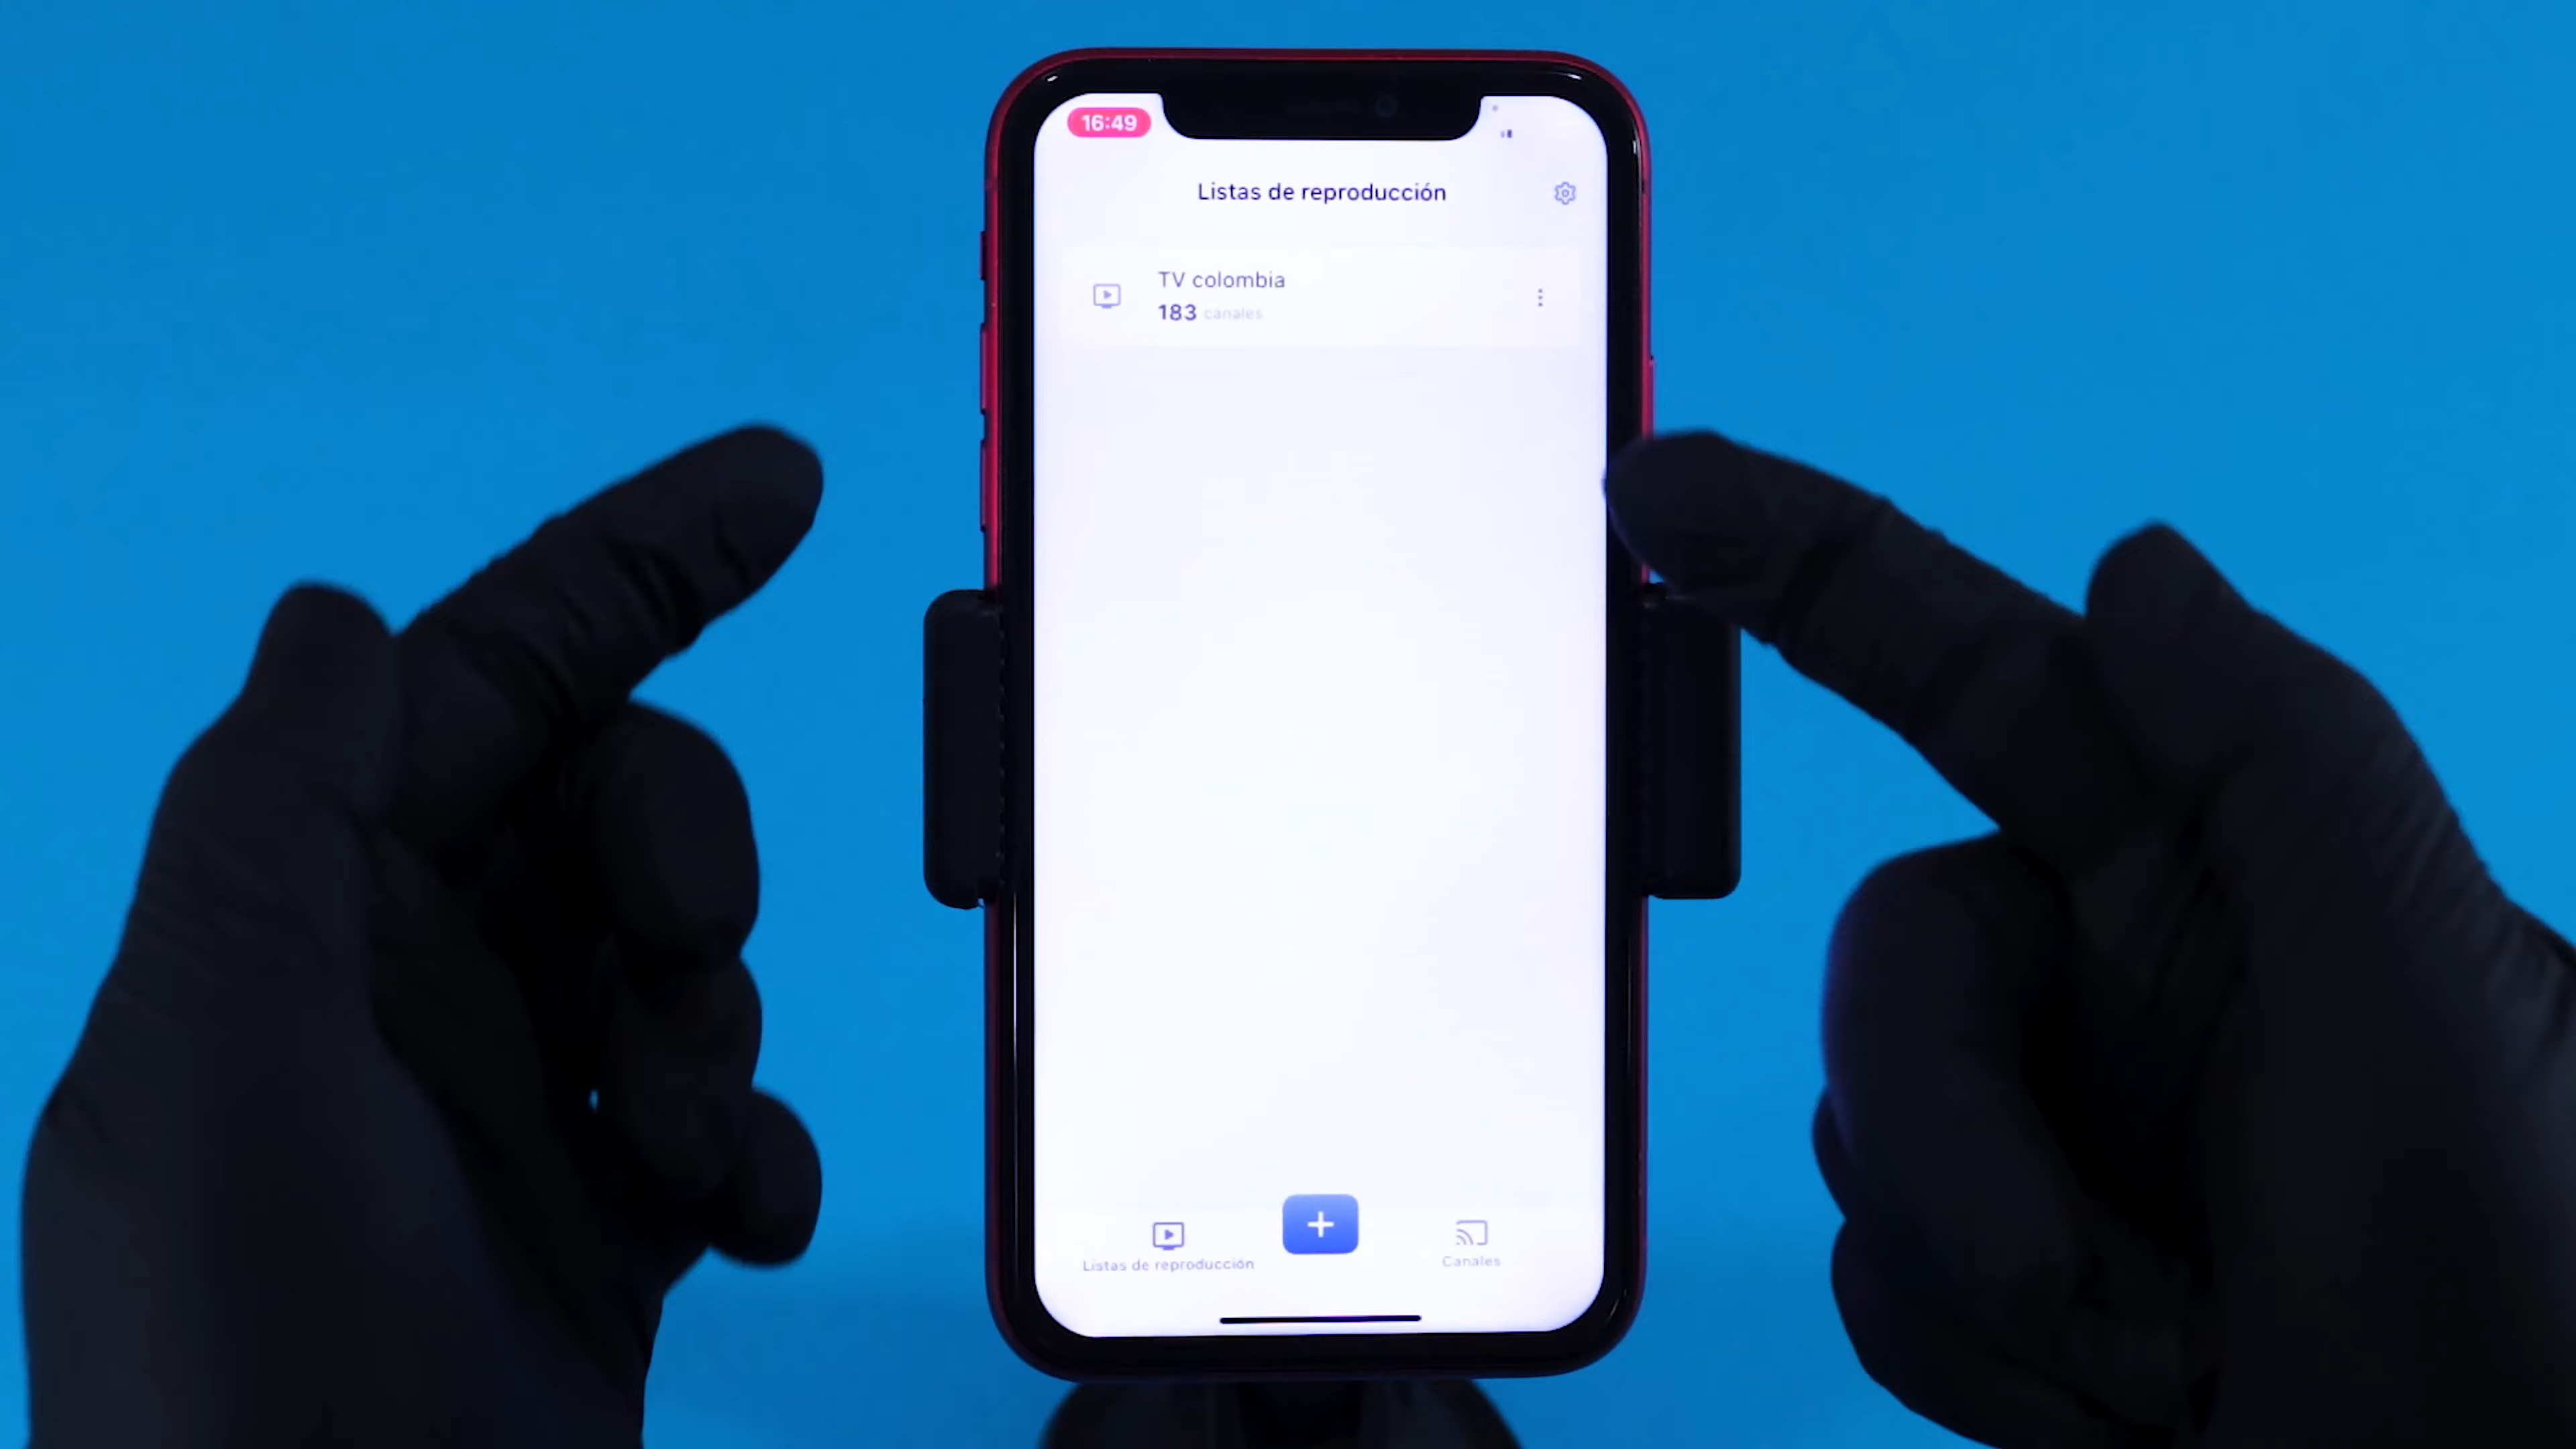 16:49
Listas de reproducción
TV colombia
183 canales
Listas de reproducción
Canales